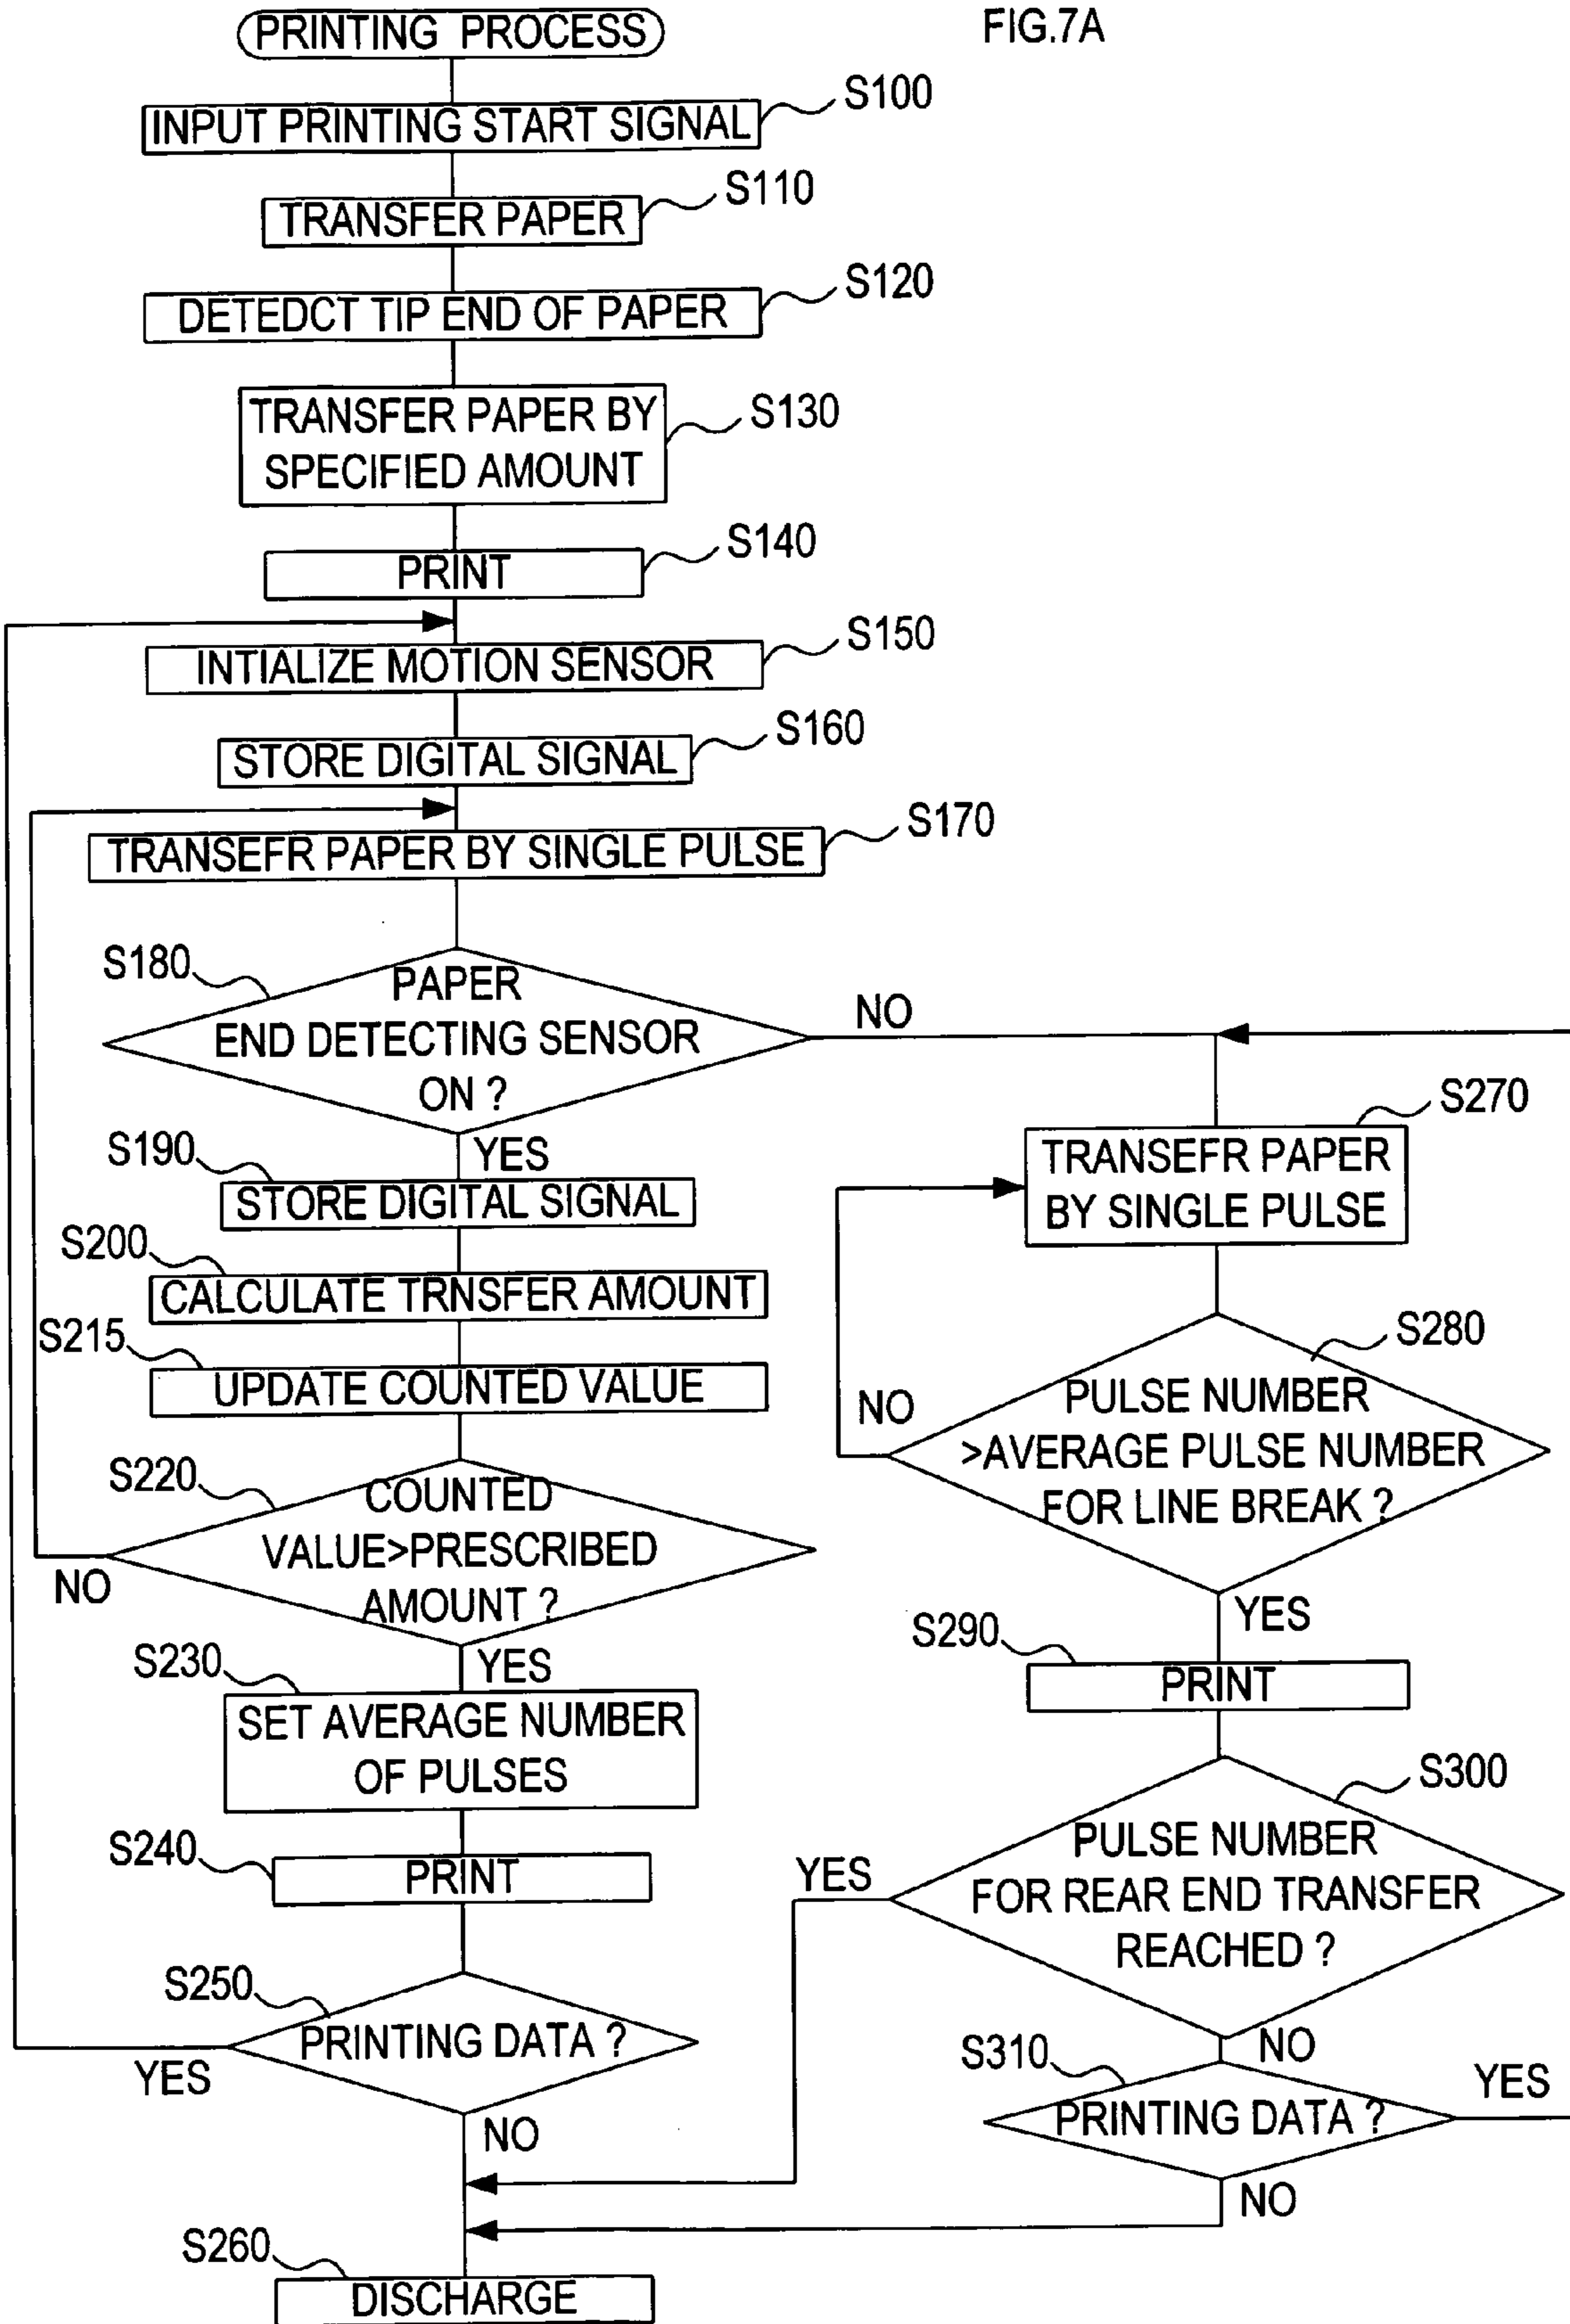 FIG.7A
PRINTING PROCESS
S100
INPUT PRINTING START SIGNAL
S110
TRANSFER PAPER
S120
DETEDCT TIP END OF PAPER
S130
TRANSFER PAPER BY
SPECIFIED AMOUNT
S140
PRINT
S150
INTIALIZE MOTION SENSOR
S160
STORE DIGITAL SIGNAL
S170
TRANSEFR PAPER BY SINGLE PULSE
S180
PAPER
END DETECTING SENSOR
ON ?
NO
YES
S190
STORE DIGITAL SIGNAL
S200
CALCULATE TRNSFER AMOUNT
S215
UPDATE COUNTED VALUE
S220
COUNTED
VALUE>PRESCRIBED
AMOUNT ?
NO
YES
S230
SET AVERAGE NUMBER
OF PULSES
S240
PRINT
S250
PRINTING DATA ?
YES
NO
S260
DISCHARGE
S270
TRANSEFR PAPER
BY SINGLE PULSE
S280
PULSE NUMBER
>AVERAGE PULSE NUMBER
FOR LINE BREAK ?
NO
YES
S290
PRINT
S300
PULSE NUMBER
FOR REAR END TRANSFER
REACHED ?
YES
NO
S310
PRINTING DATA ?
YES
NO